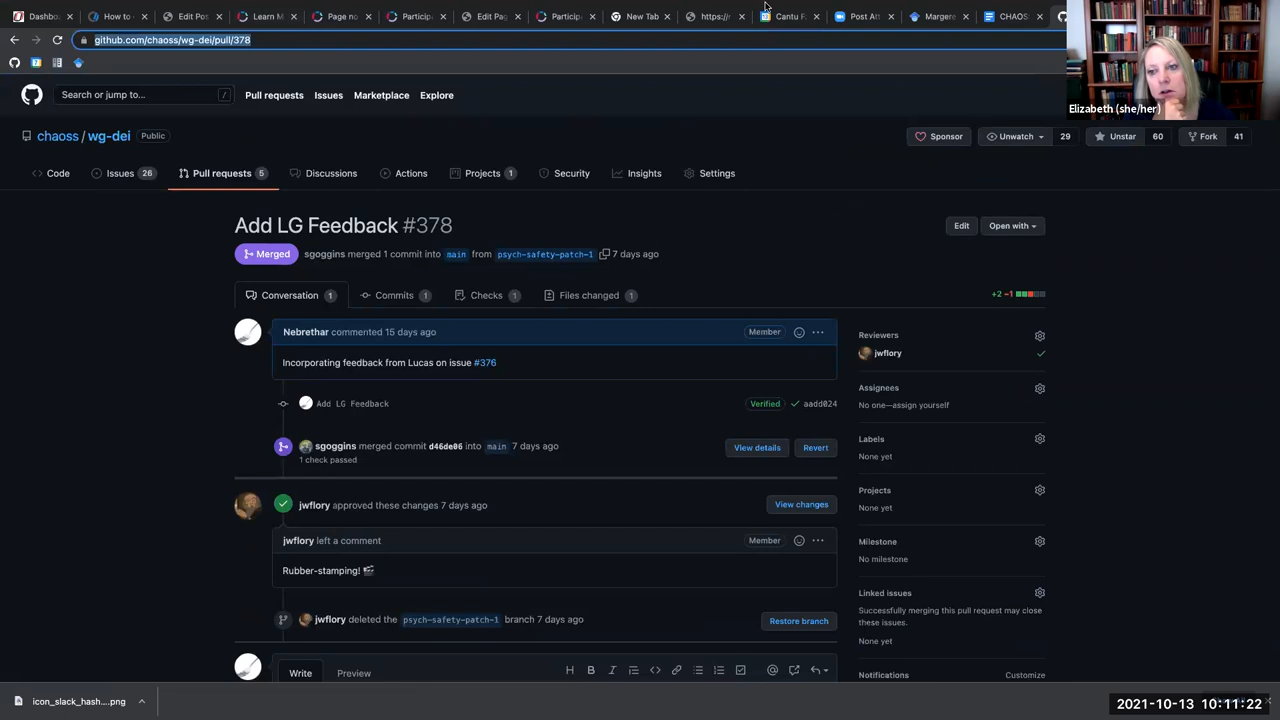 Dashbo
How to
Edit Pos
Learn M
Page no
Particip
Edit Pag
Particip
New Tab
https://
Cantu F
Post Att
Margere
CHAOS
github.com/chaoss/wg-dei/pull/378
Elizabeth (she/her)
Search or jump to... /
Pull requests Issues Marketplace Explore
chaoss / wg-dei Public
Sponsor Unwatch 29 Unstar 60 Fork 41
Code Issues 26 Pull requests 5 Discussions Actions Projects 1 Security Insights Settings
Add LG Feedback #378
Edit Open with
Merged sgoggins merged 1 commit into main from psych-safety-patch-1 7 days ago
Conversation Commits 1 Checks 1 Files changed 1
+2 −1
Nebrethar commented 15 days ago Member
Incorporating feedback from Lucas on issue #376
Add LG Feedback Verified aadd024
sgoggins merged commit d46de06 into main 7 days ago
1 check passed
View details Revert
jwflory approved these changes 7 days ago View changes
jwflory left a comment Member
Rubber-stamping!
jwflory deleted the psych-safety-patch-1 branch 7 days ago Restore branch
Write Preview
Reviewers
jwflory
Assignees
No one—assign yourself
Labels
None yet
Projects
None yet
Milestone
No milestone
Linked issues
Successfully merging this pull request may close
these issues.
None yet
Notifications Customize
icon_slack_hash....png
2021-10-13 10:11:22